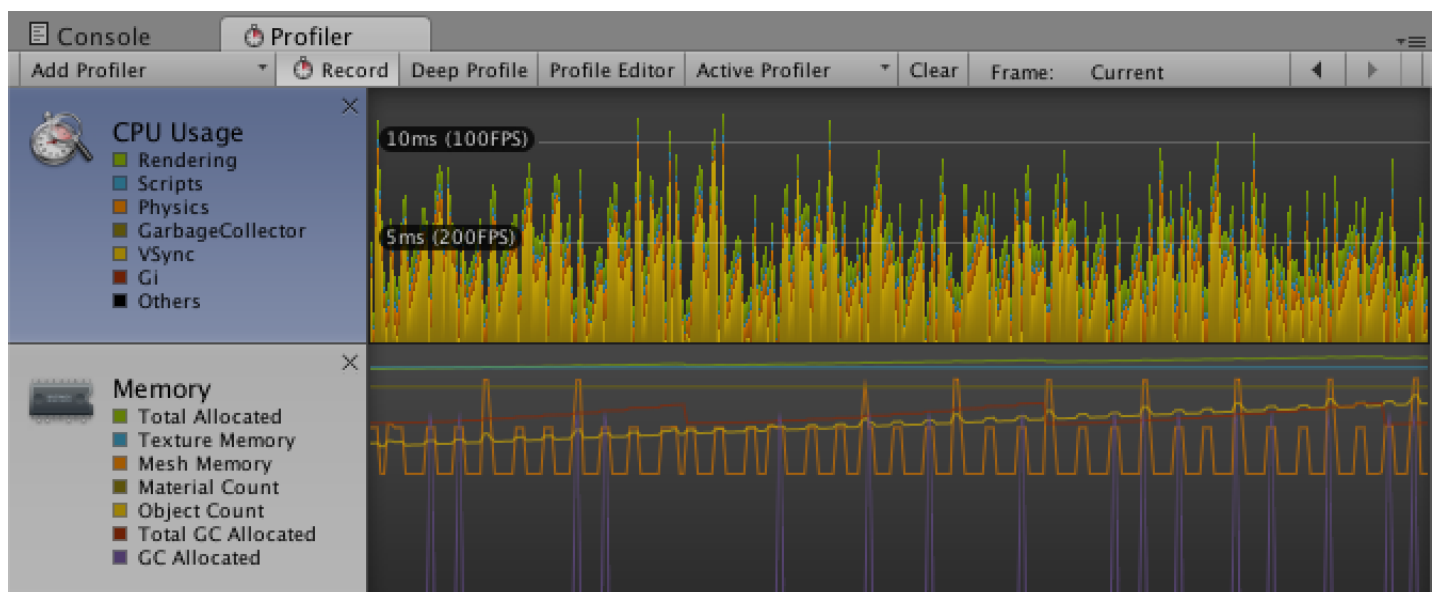 Console
Profiler
Add Profiler
Record
Deep Profile
Profile Editor
Active Profiler
Clear
Frame:
Current
CPU Usage
Rendering
Scripts
Physics
GarbageCollector
VSync
Gi
Others
10ms (100FPS)
5ms (200FPS)
Memory
Total Allocated
Texture Memory
Mesh Memory
Material Count
Object Count
Total GC Allocated
GC Allocated